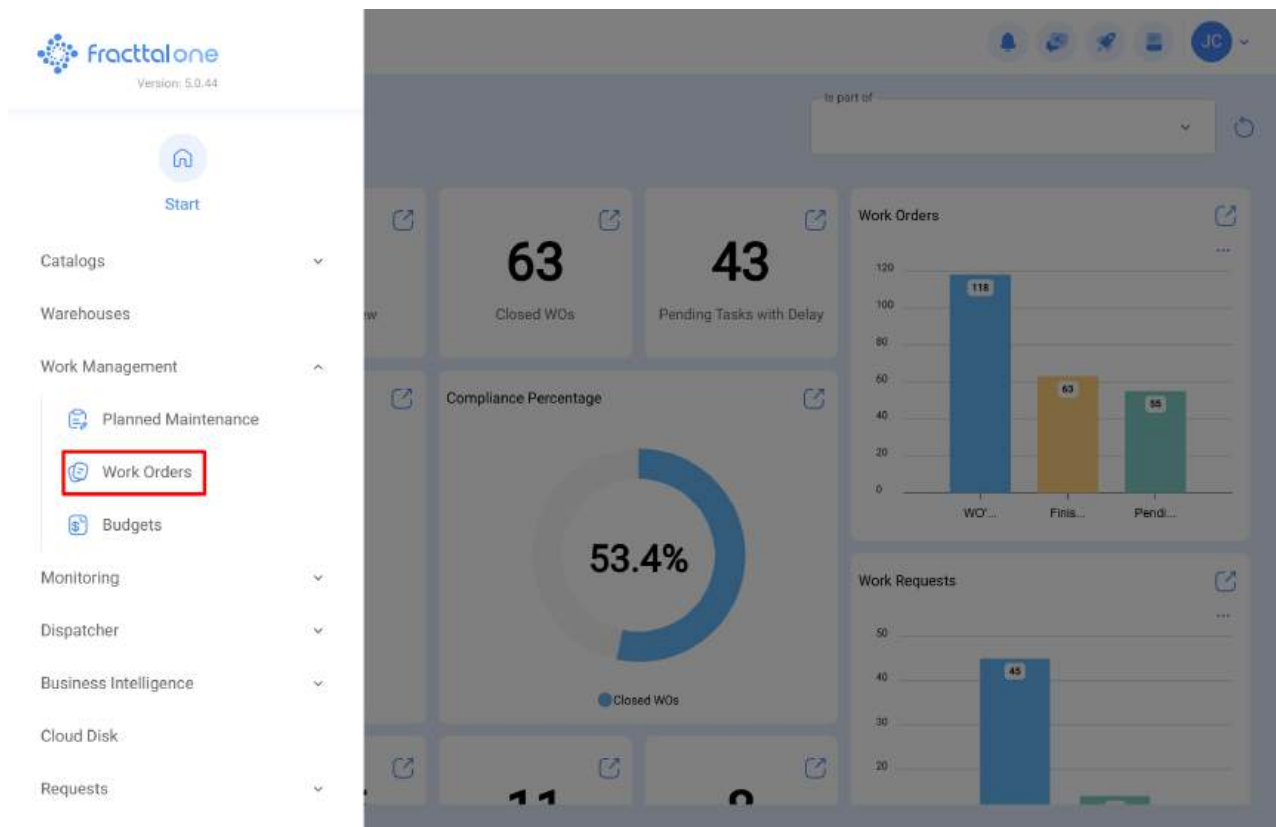 fracttal one
Version: 5.0.44
Start
Catalogs
Warehouses
Work Management
Planned Maintenance
Work Orders
Budgets
Monitoring
Dispatcher
Business Intelligence
Cloud Disk
Requests
JC
Is part of
63
Closed WOs
43
Pending Tasks with Delay
Work Orders
...
120
100
80
60
40
20
0
118
63
55
WO'...
Finis...
Pendi...
Compliance Percentage
53.4%
Closed WOs
Work Requests
...
50
40
30
20
45
11